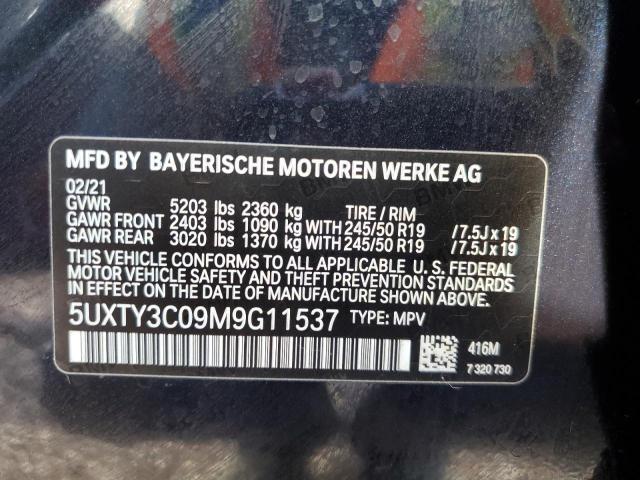 MFD BY BAYERISCHE MOTOREN WERKE AG
02/21
GVWR 5203 lbs 2360 kg TIRE / RIM
GAWR FRONT 2403 lbs 1090 kg WITH 245/50 R19 / 7.5J x 19
GAWR REAR 3020 lbs 1370 kg WITH 245/50 R19 / 7.5J x 19
THIS VEHICLE CONFORMS TO ALL APPLICABLE U. S. FEDERAL
MOTOR VEHICLE SAFETY AND THEFT PREVENTION STANDARDS
IN EFFECT ON THE DATE OF MANUFACTURE SHOWN ABOVE.
5UXTY3C09M9G11537 TYPE: MPV
416M
7 320 730